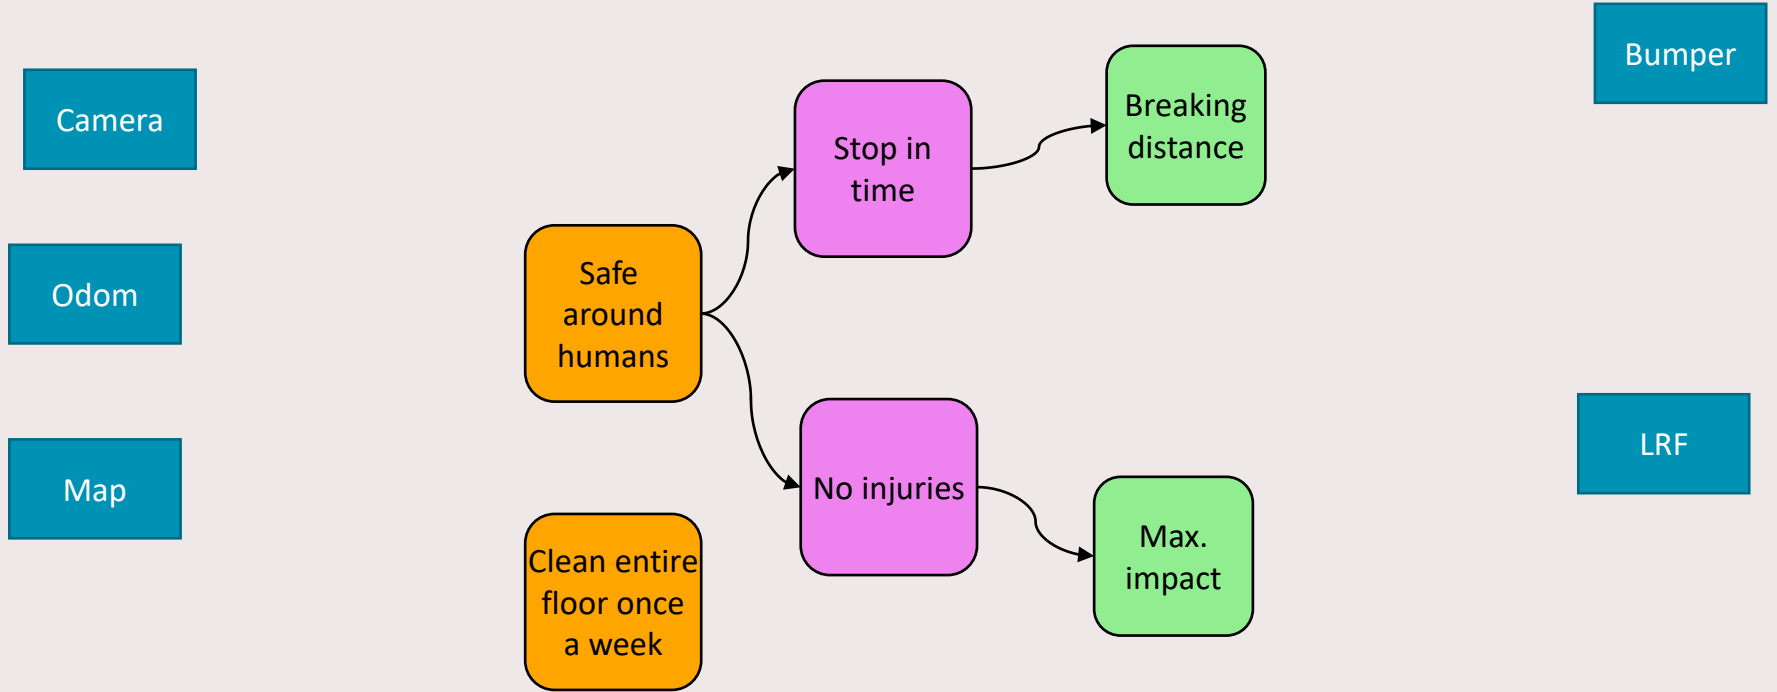 Camera
Odom
Map
Safe
around
humans
Clean entire
floor once
a week
Stop in
time
No injuries
Breaking
distance
Max.
impact
Bumper
LRF